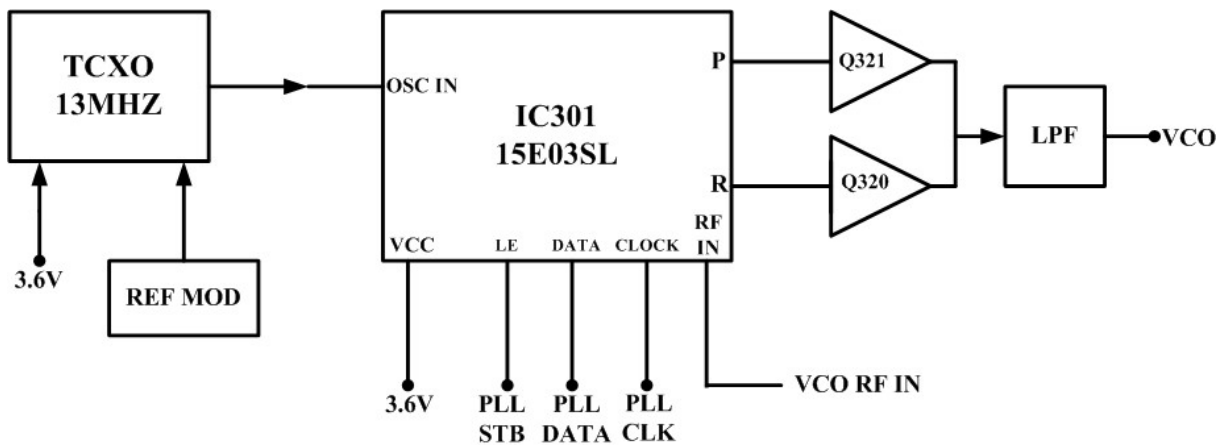 TCXO
13MHZ
3.6V
REF MOD
OSC IN
IC301
15E03SL
P
R
RF
IN
VCC
LE
DATA
CLOCK
3.6V
PLL
STB
PLL
DATA
PLL
CLK
VCO RF IN
Q321
Q320
LPF
VCO